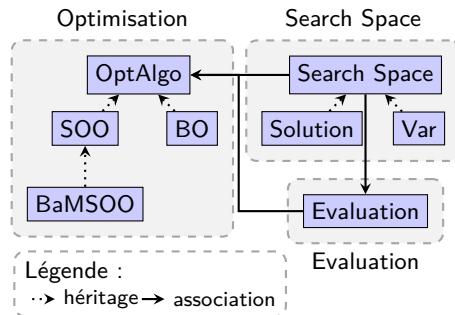 Optimisation
Search Space
OptAlgo
Search Space
SOO
BO
Solution
Var
BaMSOO
Evaluation
Evaluation
Légende :
héritage
association